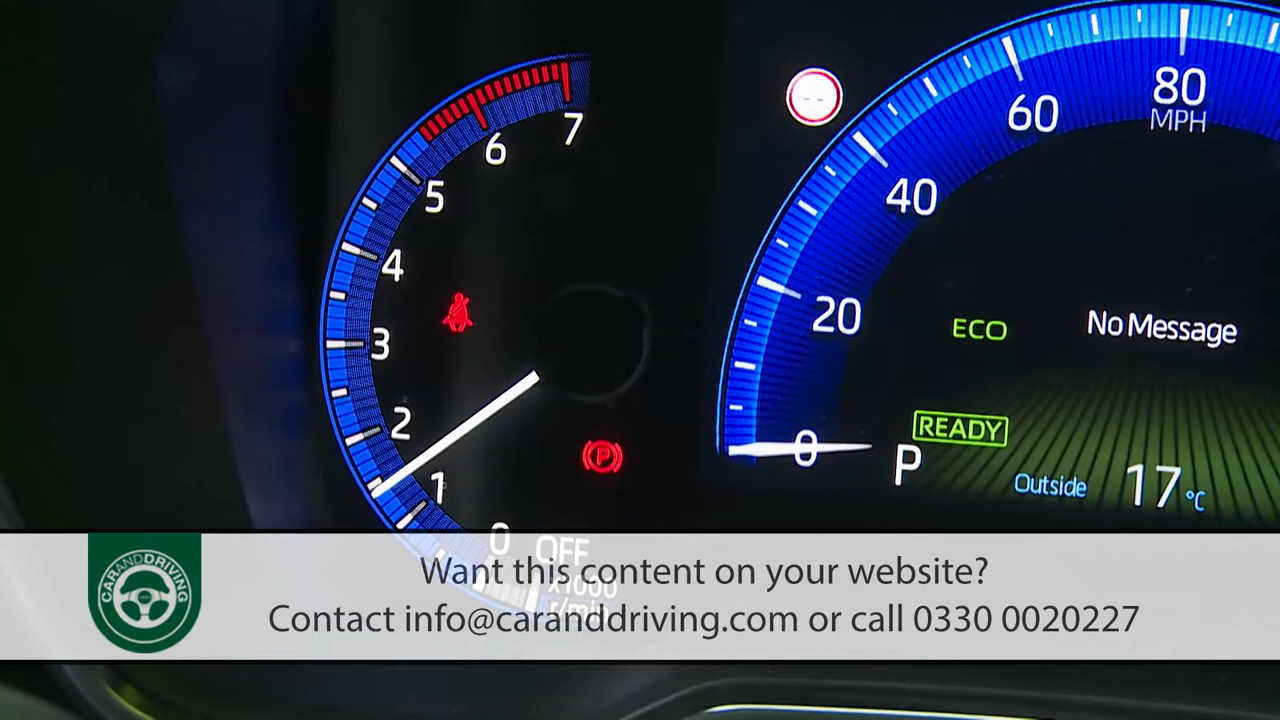 7
6
5
4
3
2
1
0
OFF
x1000
r/min
- -
80
MPH
60
40
20
0
ECO
No Message
READY
P
Outside
17 °C
P
CARANDDRIVING
Want this content on your website?
Contact info@caranddriving.com or call 0330 0020227